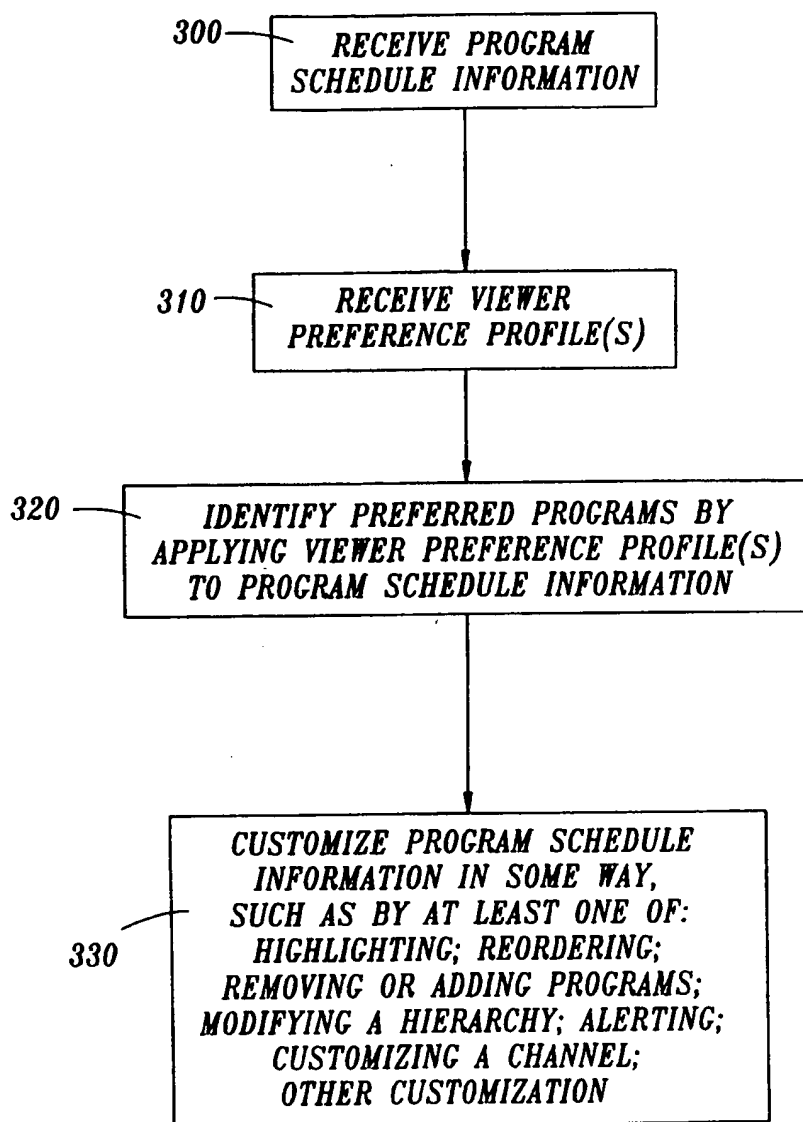 300
RECEIVE PROGRAM
SCHEDULE INFORMATION
310
RECEIVE VIEWER
PREFERENCE PROFILE(S)
320
IDENTIFY PREFERRED PROGRAMS BY
APPLYING VIEWER PREFERENCE PROFILE(S)
TO PROGRAM SCHEDULE INFORMATION
330
CUSTOMIZE PROGRAM SCHEDULE
INFORMATION IN SOME WAY,
SUCH AS BY AT LEAST ONE OF:
HIGHLIGHTING; REORDERING;
REMOVING OR ADDING PROGRAMS;
MODIFYING A HIERARCHY; ALERTING;
CUSTOMIZING A CHANNEL;
OTHER CUSTOMIZATION